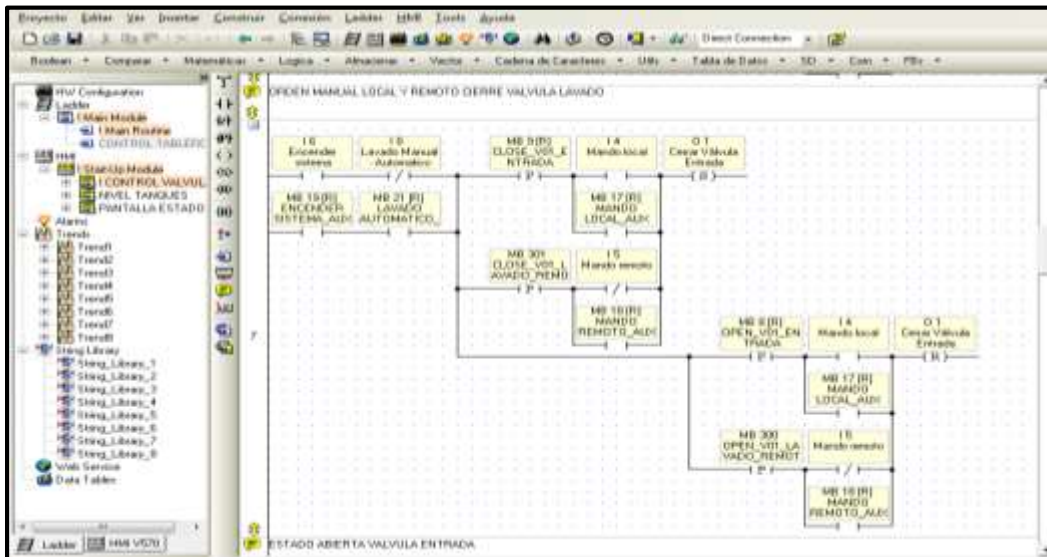 Proyecto Editar Ver Insertar Construir Conexión Ladder HMI Tools Ayuda
Direct Connection
Boolean Comparar Matemáticas Lógica Almacenar Vector Cadena de Caracteres Utils Tabla de Datos SD Com FBs
HW Configuration
Ladder
! Main Module
! Main Routine
CONTROL TABLERO
HMI
! Start-Up Module
! CONTROL VALVUL
NIVEL TANQUES
PANTALLA ESTADO
Alarms
Trends
Trend1
Trend2
Trend3
Trend4
Trend5
Trend6
Trend7
Trend8
String Library
String_Library_1
String_Library_2
String_Library_3
String_Library_4
String_Library_5
String_Library_6
String_Library_7
String_Library_8
Web Service
Data Tables
Ladder HMI V570
ORDEN MANUAL LOCAL Y REMOTO CIERRE VALVULA LAVADO
7
Encender sistema
Lavado Manual - Automatico
MB 9 [R] CLOSE_V01_ENTRADA
I 4 Mando local
O 1 Cerrar Válvula Entrada
(S)
ENCENDER SISTEMA_AUX
MB 21 [R] LAVADO AUTOMATICO_
MB 17 [R] MANDO LOCAL_AUX
MB 301 CLOSE_V01_LAVADO_REMO
I 5 Mando remoto
MB 18 [R] MANDO REMOTO_AUX
MB 8 [R] OPEN_V01_ENTRADA
I 4 Mando local
O 1 Cerrar Válvula Entrada
(R)
MB 17 [R] MANDO LOCAL_AUX
MB 300 OPEN_V01_LAVADO_REMOT
I 5 Mando remoto
MB 18 [R] MANDO REMOTO_AUX
ESTADO ABIERTA VALVULA ENTRADA